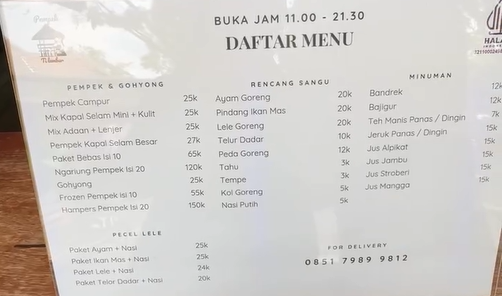 Pempek
BUKA JAM 11.00 - 21.30
DAFTAR MENU
HALAL
PEMPEK & GOHYONG
Pempek Campur 25k
Mix Kapal Selam Mini + Kulit 25k
Mix Adaan + Lenjer 25k
Pempek Kapal Selam Besar 27k
Paket Bebas Isi 10 65k
Nganung Pempek Isi 20 120k
Gohyong 25k
Frozen Pempek Isi 10 55k
Hampers Pempek Isi 20 150k
PECEL LELE
Paket Ayam + Nasi 25k
Paket Ikan Mas + Nasi 25k
Paket Lele + Nasi 24k
Paket Telor Dadar + Nasi 20k
RENCANG SANGU
Ayam Goreng 20k
Pindang Ikan Mas 20k
Lele Goreng 20k
Telur Dadar 10k
Peda Goreng 12k
Tahu 3k
Tempe 3k
Kol Goreng 5k
Nasi Putih 5k
MINUMAN
Bandrek 12k
Bajigur 12k
Teh Manis Panas / Dingin 7k
Jeruk Panas / Dingin 15k
Jus Alpikat 15k
Jus Jambu 15k
Jus Stroberi 15k
Jus Mangga 15k
FOR DELIVERY
0851 7989 9812